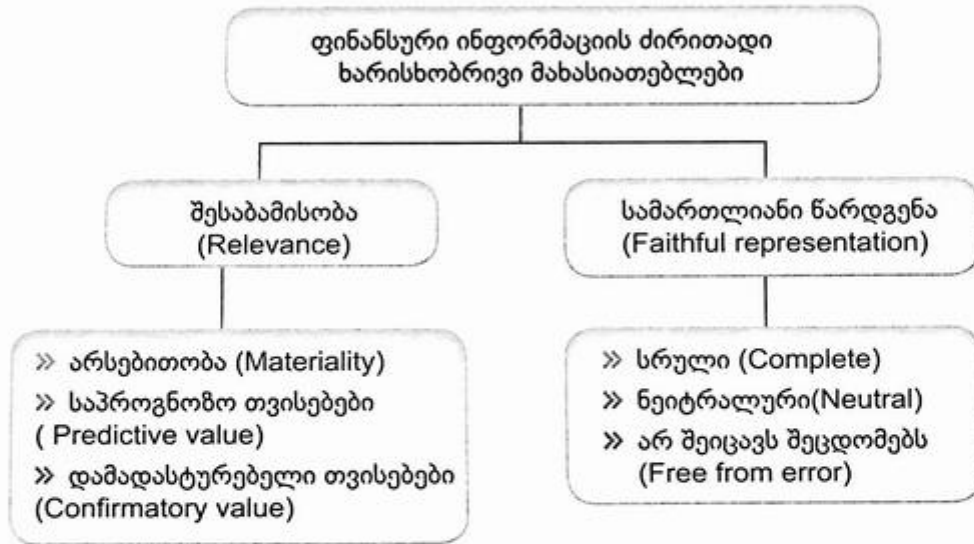 ფინანსური ინფორმაციის ძირითადი
ხარისხობრივი მახასიათებლები
შესაბამისობა
(Relevance)
სამართლიანი წარდგენა
(Faithful representation)
» არსებითობა (Materiality)
» საპროგნოზო თვისებები
( Predictive value)
» დამადასტურებელი თვისებები
(Confirmatory value)
» სრული (Complete)
» ნეიტრალური(Neutral)
» არ შეიცავს შეცდომებს
(Free from error)